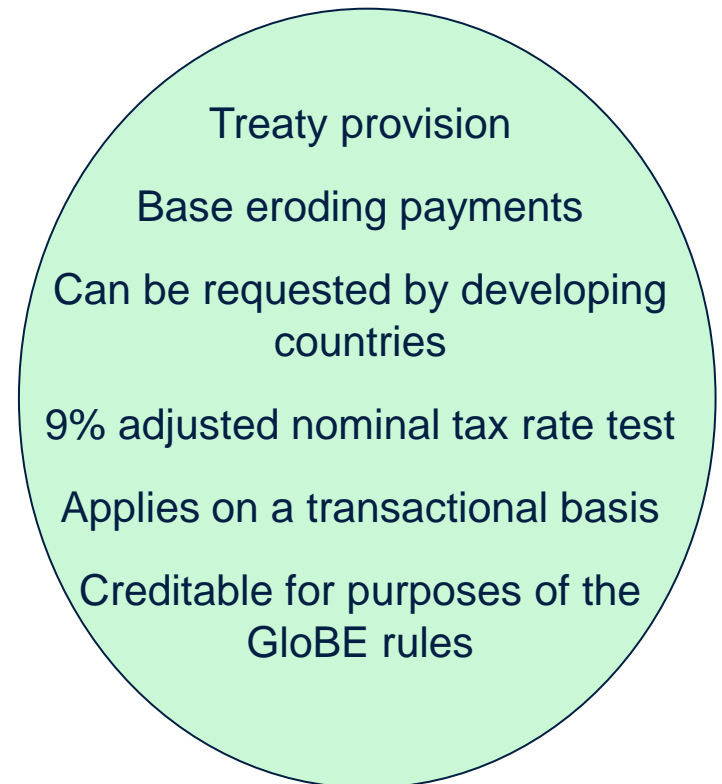 Treaty provision
Base eroding payments
Can be requested by developing
countries
9% adjusted nominal tax rate test
Applies on a transactional basis
Creditable for purposes of the
GloBE rules